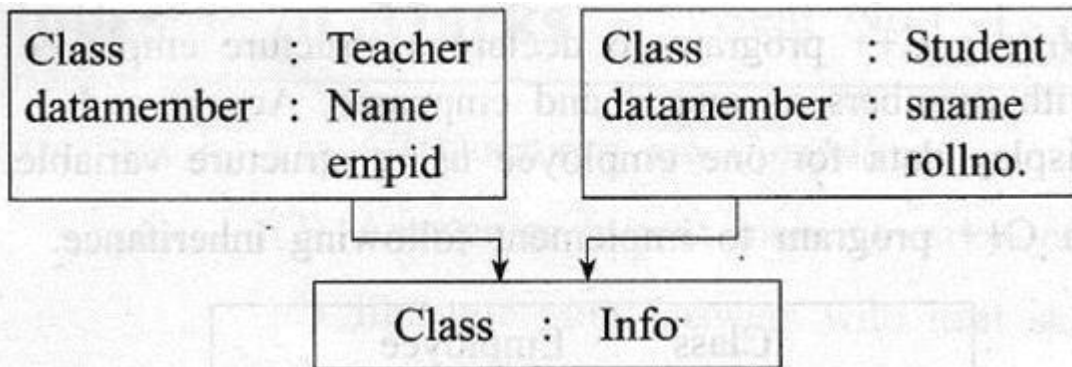 Class : Teacher
datamember : Name
empid
Class : Student
datamember : sname
rollno.
Class : Info